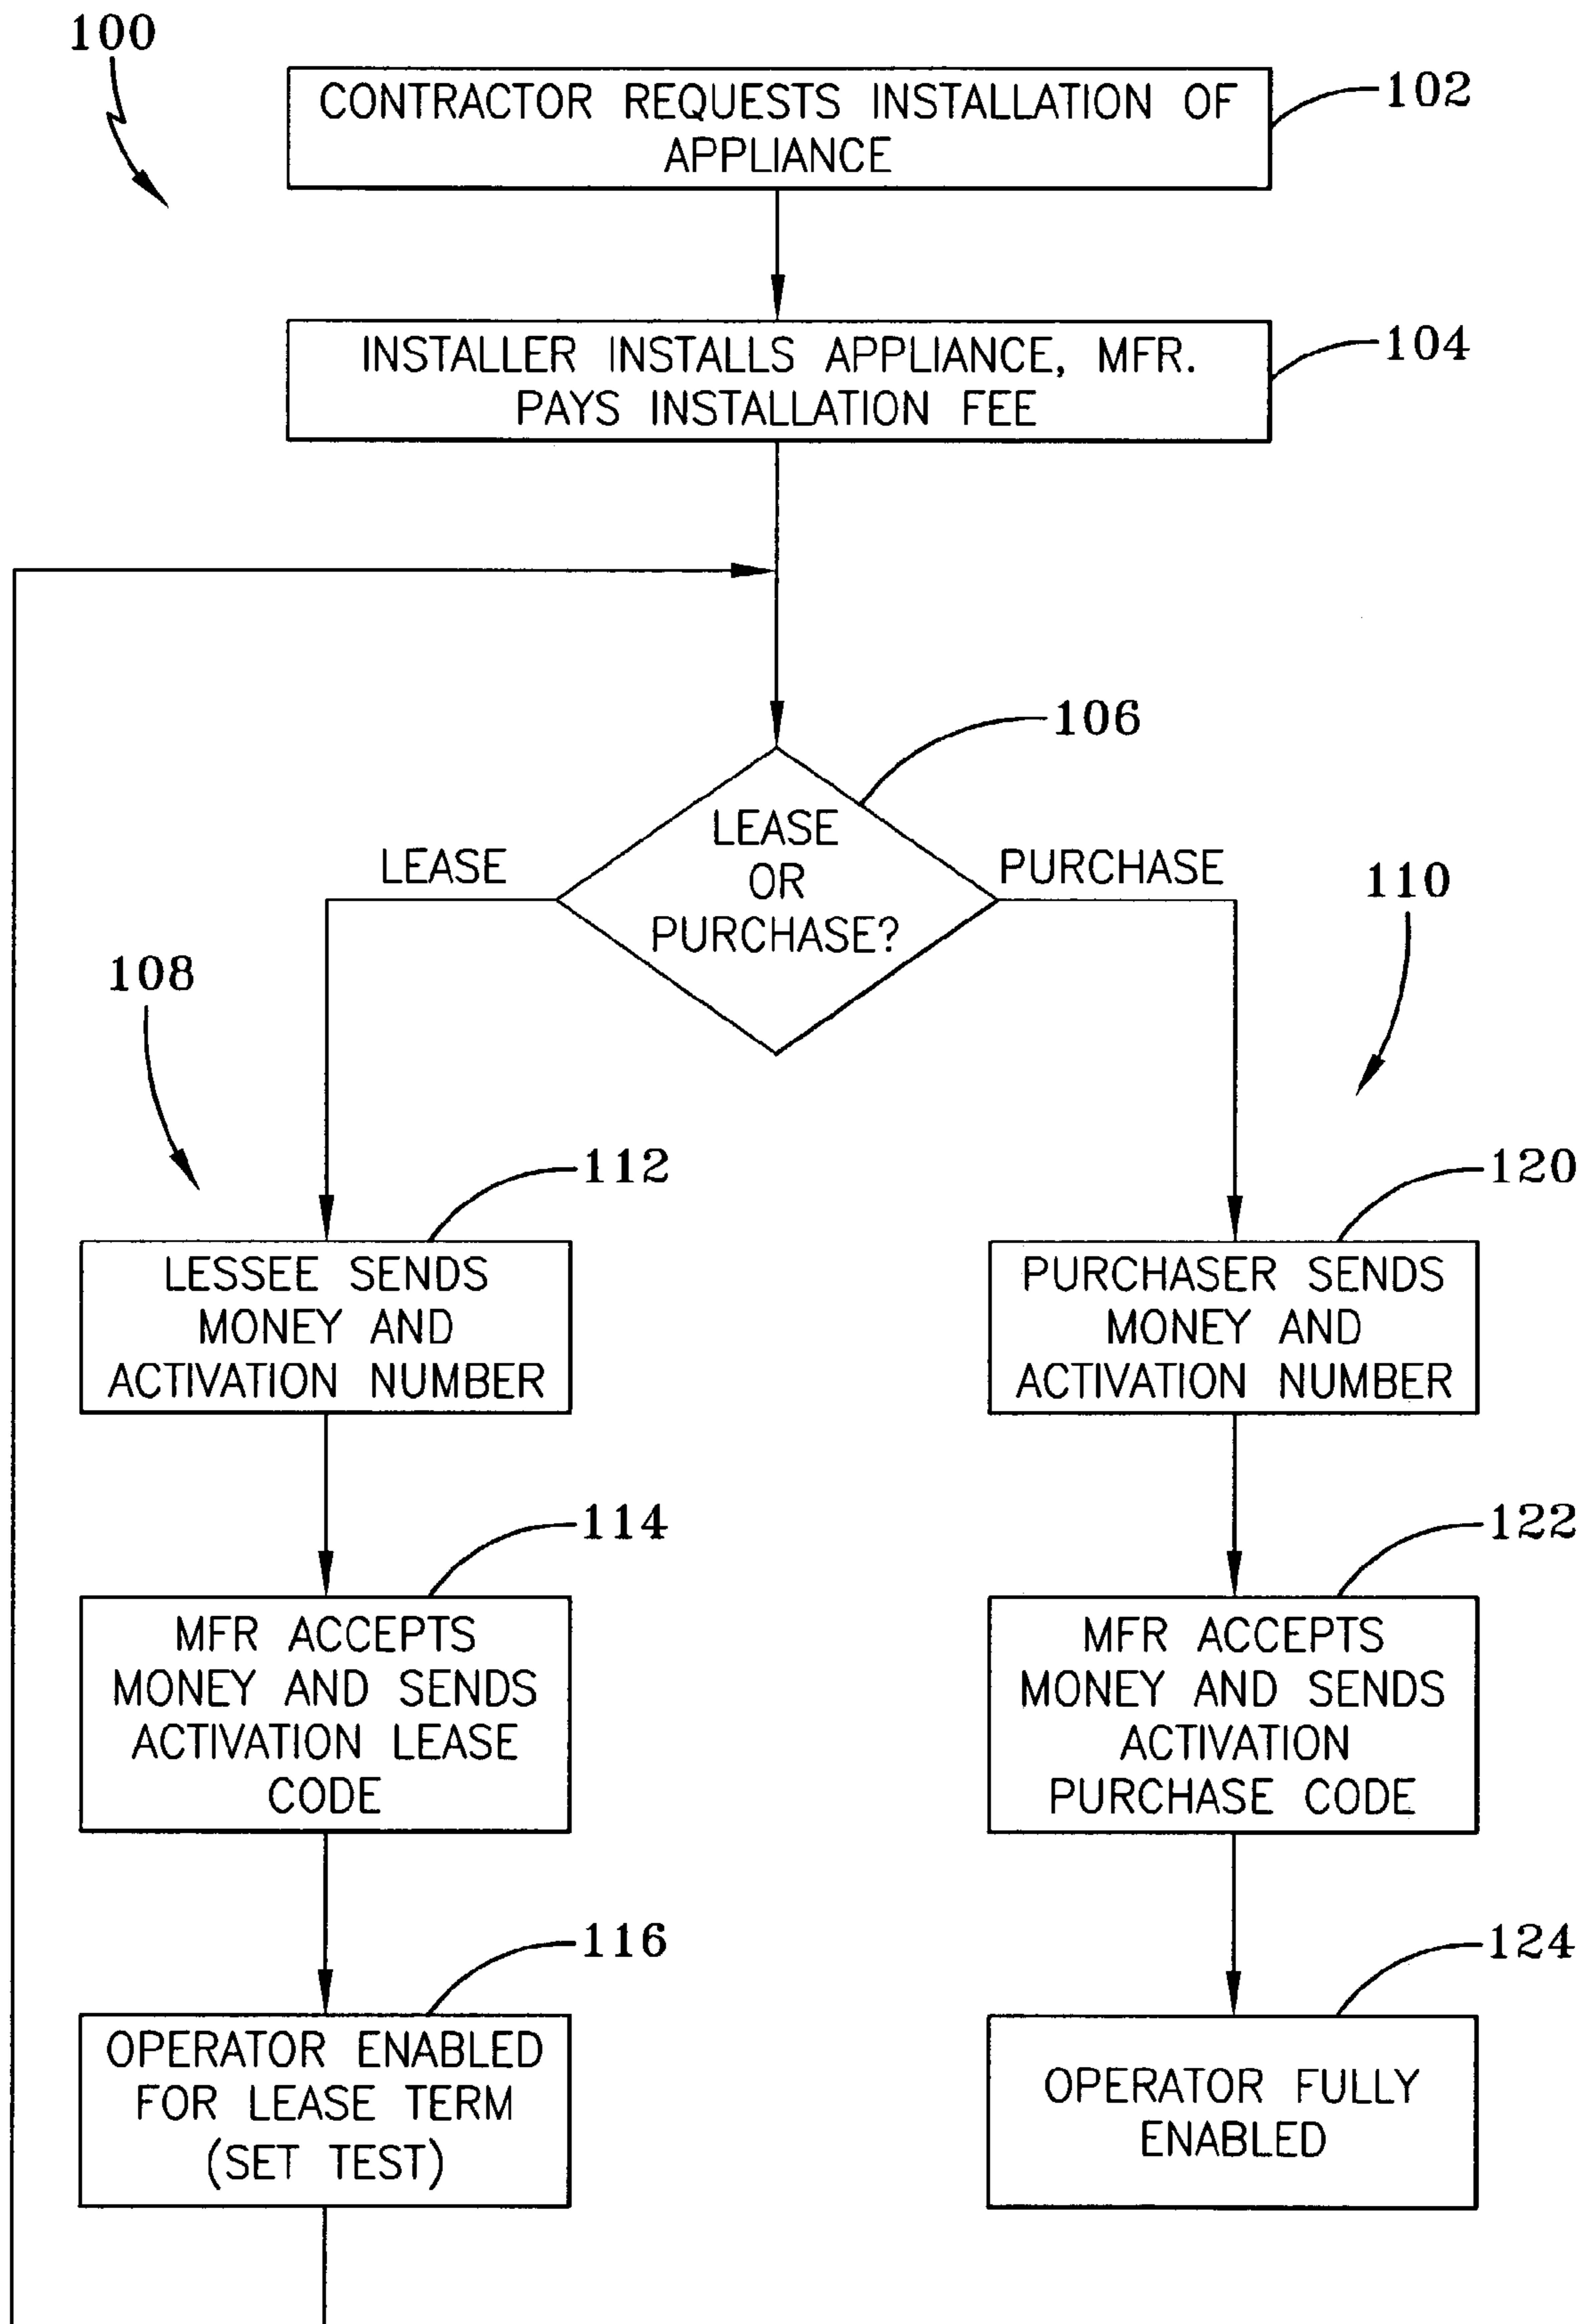 100
CONTRACTOR REQUESTS INSTALLATION OF
APPLIANCE
102
INSTALLER INSTALLS APPLIANCE, MFR.
PAYS INSTALLATION FEE
104
106
LEASE
OR
PURCHASE?
LEASE
PURCHASE
108
110
112
LESSEE SENDS
MONEY AND
ACTIVATION NUMBER
120
PURCHASER SENDS
MONEY AND
ACTIVATION NUMBER
114
MFR ACCEPTS
MONEY AND SENDS
ACTIVATION LEASE
CODE
122
MFR ACCEPTS
MONEY AND SENDS
ACTIVATION
PURCHASE CODE
116
OPERATOR ENABLED
FOR LEASE TERM
(SET TEST)
124
OPERATOR FULLY
ENABLED